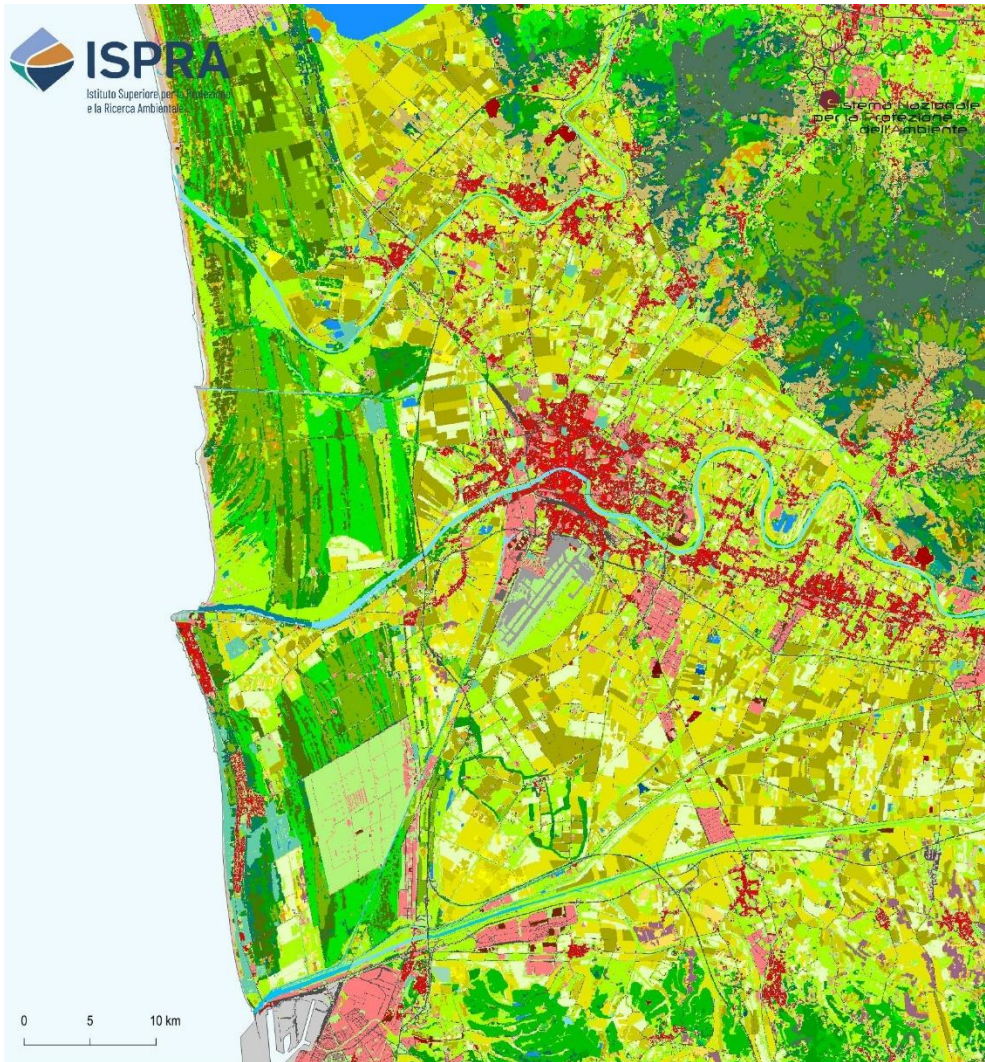 ISPRA
Istituto Superiore per la Protezione
e la Ricerca Ambientale
Sistema Nazionale
per la Protezione
dell'Ambiente
0 5 10 km